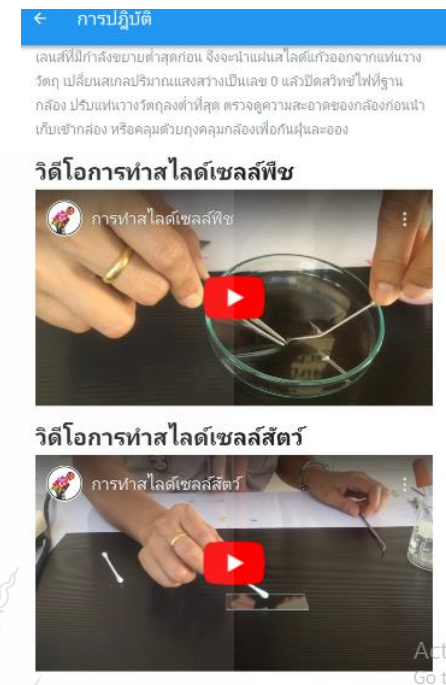 ← การปฏิบัติ
เลนส์ที่มีกำลังขยายต่ำสุดก่อน จึงจะนำแผ่นสไลด์แก้วออกจากแท่นวาง
วัตถุ เปลี่ยนสเกลปริมาณแสงสว่างเป็นเลข 0 แล้วปิดสวิทช์ไฟที่ฐาน
กล้อง ปรับแท่นวางวัตถุลงต่ำที่สุด ตรวจดูความสะอาดของกล้องก่อนนำ
เก็บเข้ากล่อง หรือคลุมด้วยถุงคลุมกล้องเพื่อกันฝุ่นละออง
วิดีโอการทำสไลด์เซลล์พืช
การทำสไลด์เซลล์พืช
วิดีโอการทำสไลด์เซลล์สัตว์
การทำสไลด์เซลล์สัตว์
Act
Go t